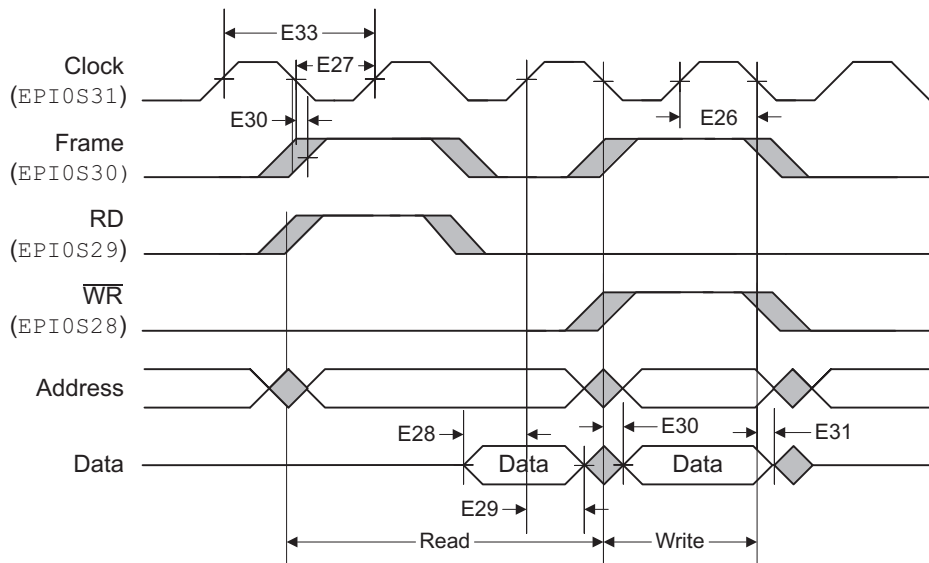 E33
Clock
E27
(EPI0S31)
E30
E26
Frame
(EPI0S30)
RD
(EPI0S29)
WR
(EPI0S28)
Address
E28
E30
E31
Data
Data
Data
E29
Read
Write